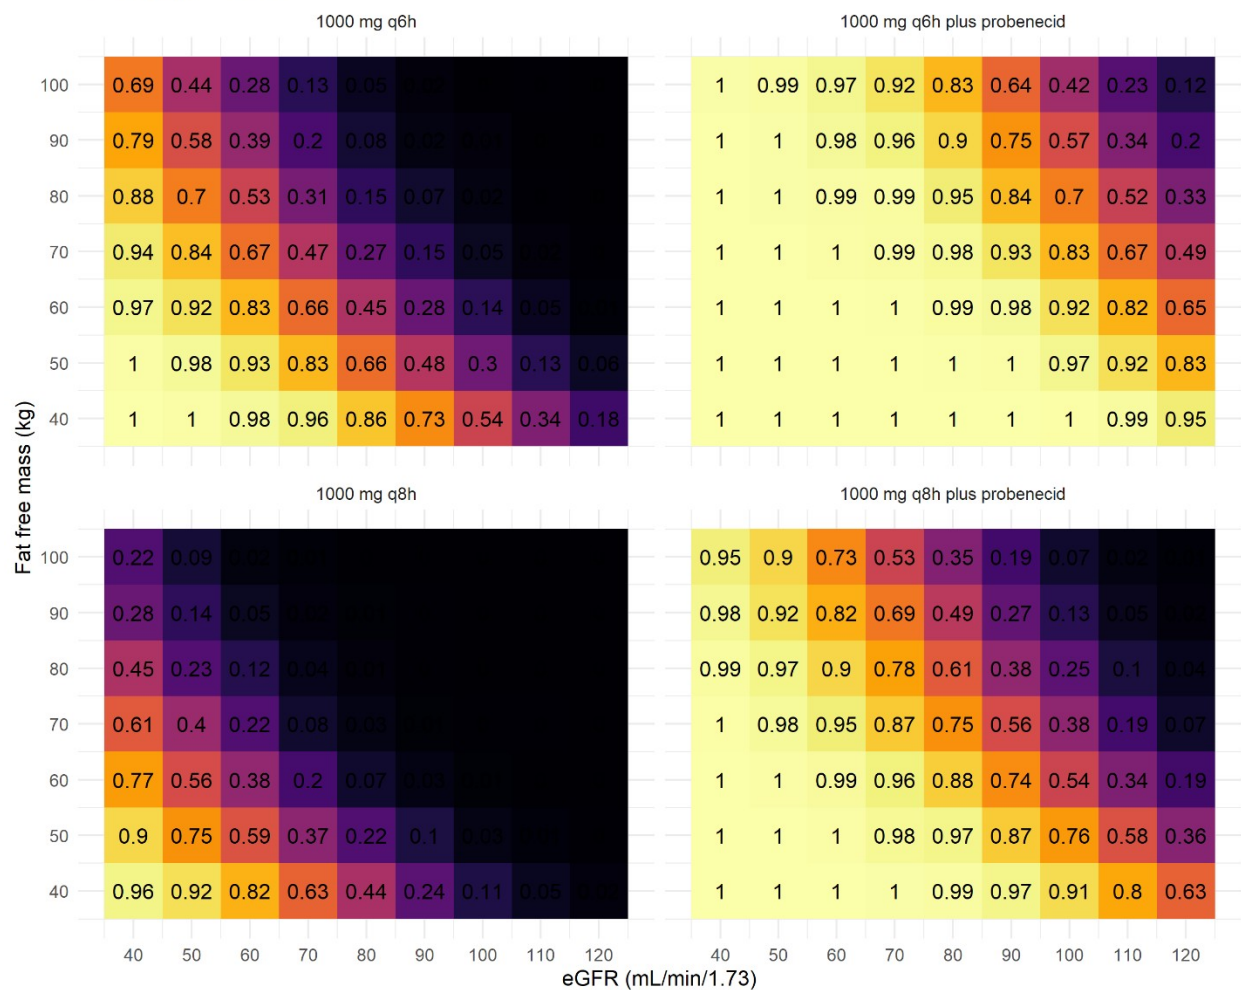 1000 mg q6h
1000 mg q6h plus probenecid
100 0.69 0.44 0.28 0.13 0.05 0.02
1 0.99 0.97 0.92 0.83 0.64 0.42 0.23 0.12
90 0.79 0.58 0.39 0.2 0.08 0.02 0.01
1 1 0.98 0.96 0.9 0.75 0.57 0.34 0.2
80 0.88 0.7 0.53 0.31 0.15 0.07 0.02
1 1 0.99 0.99 0.95 0.84 0.7 0.52 0.33
70 0.94 0.84 0.67 0.47 0.27 0.15 0.05 0.02
1 1 1 0.99 0.98 0.93 0.83 0.67 0.49
60 0.97 0.92 0.83 0.66 0.45 0.28 0.14 0.05
1 1 1 1 0.99 0.98 0.92 0.82 0.65
50 1 0.98 0.93 0.83 0.66 0.48 0.3 0.13 0.06
1 1 1 1 1 1 0.97 0.92 0.83
40 1 1 0.98 0.96 0.86 0.73 0.54 0.34 0.18
1 1 1 1 1 1 1 0.99 0.95
Fat free mass (kg)
1000 mg q8h
1000 mg q8h plus probenecid
100 0.22 0.09 0.02
0.95 0.9 0.73 0.53 0.35 0.19 0.07 0.02
90 0.28 0.14 0.05
0.98 0.92 0.82 0.69 0.49 0.27 0.13 0.05
80 0.45 0.23 0.12 0.04 0.01
0.99 0.97 0.9 0.78 0.61 0.38 0.25 0.1 0.04
70 0.61 0.4 0.22 0.08 0.03
1 0.98 0.95 0.87 0.75 0.56 0.38 0.19 0.07
60 0.77 0.56 0.38 0.2 0.07 0.03
1 1 0.99 0.96 0.88 0.74 0.54 0.34 0.19
50 0.9 0.75 0.59 0.37 0.22 0.1 0.03
1 1 1 0.98 0.97 0.87 0.76 0.58 0.36
40 0.96 0.92 0.82 0.63 0.44 0.24 0.11 0.05
1 1 1 1 0.99 0.97 0.91 0.8 0.63
40 50 60 70 80 90 100 110 120
40 50 60 70 80 90 100 110 120
eGFR (mL/min/1.73)